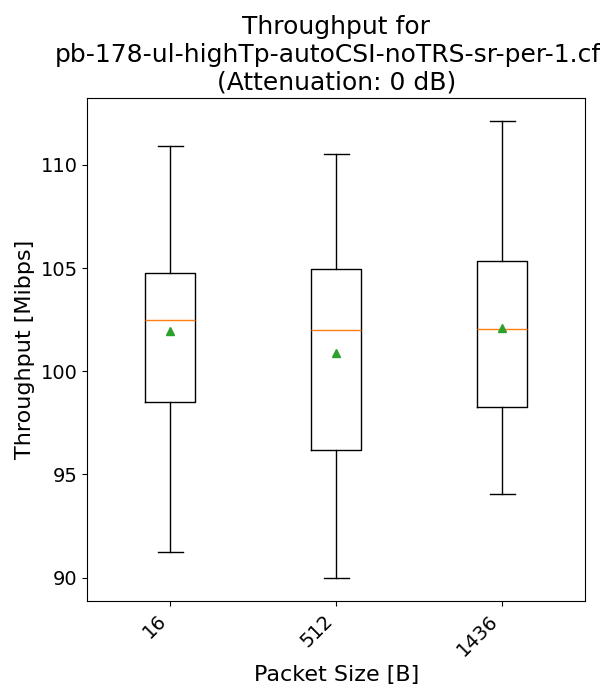 Throughput for
pb-178-ul-highTp-autoCSI-noTRS-sr-per-1.cf
(Attenuation: 0 dB)
Throughput [Mibps]
110
105
100
95
90
16
512
1436
Packet Size [B]